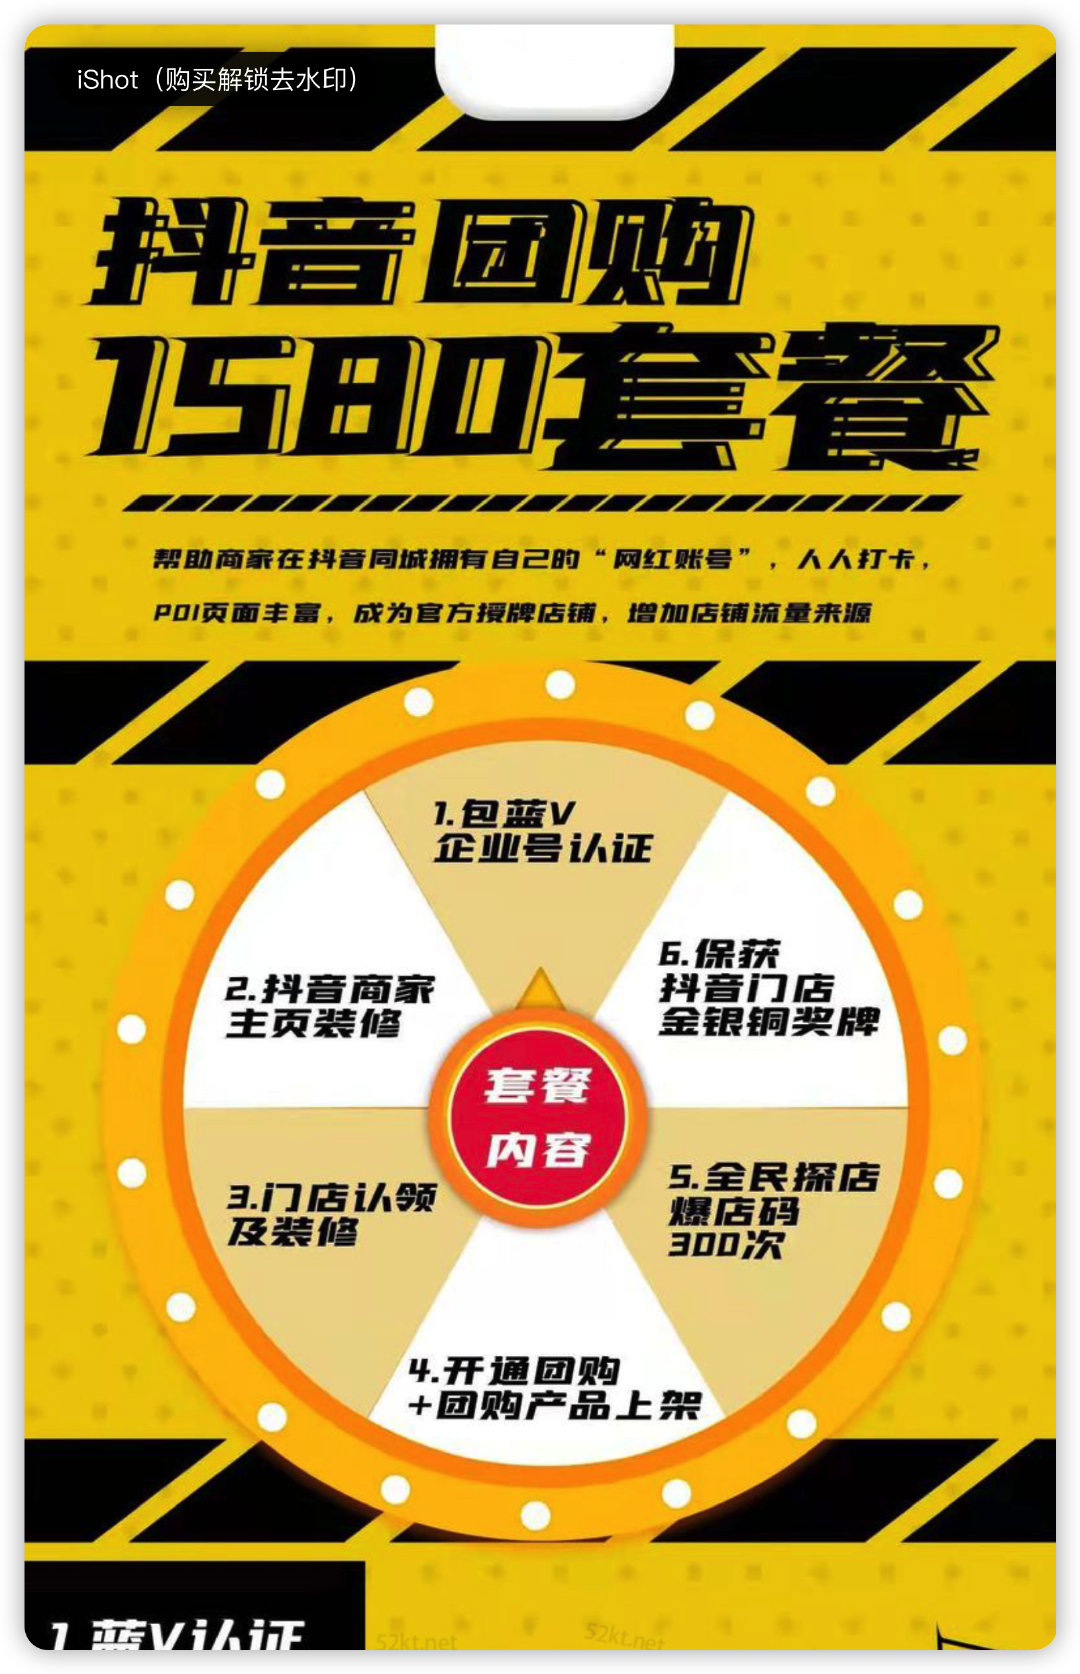 iShot（购买解锁去水印）
抖音团购
1580套餐
帮助商家在抖音同城拥有自己的“网红账号”，人人打卡，
POI页面丰富，成为官方授牌店铺，增加店铺流量来源
1.包蓝V
企业号认证
2.抖音商家
主页装修
6.保获
抖音门店
金银铜奖牌
套餐
内容
3.门店认领
及装修
5.全民探店
爆店码
300次
4.开通团购
+团购产品上架
1.蓝V认证
52kt.net
52kt.net